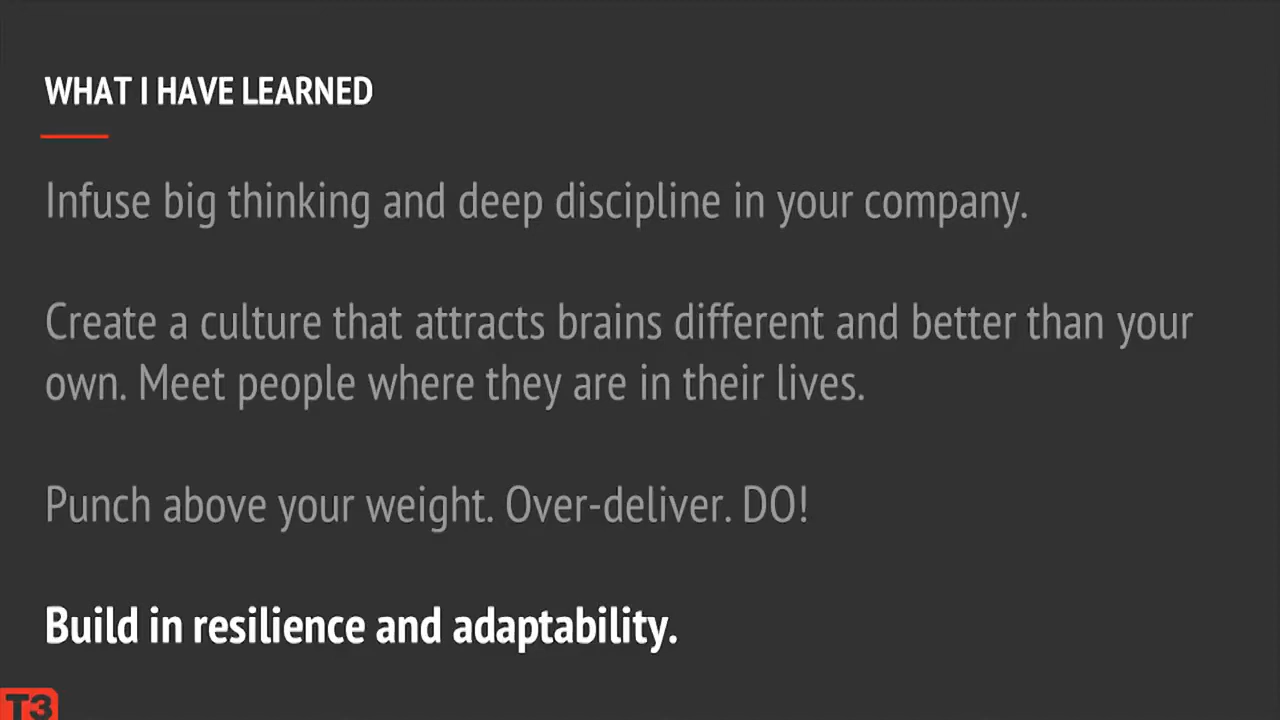 WHAT I HAVE LEARNED
Infuse big thinking and deep discipline in your company.
Create a culture that attracts brains different and better than your
own. Meet people where they are in their lives.
Punch above your weight. Over-deliver. DO!
Build in resilience and adaptability.
T3